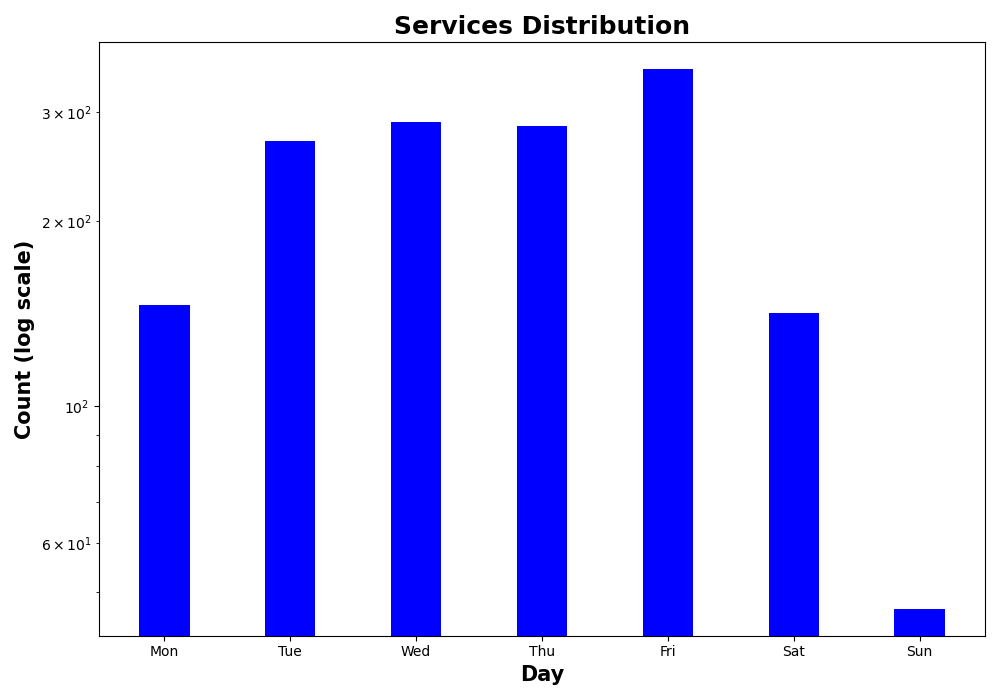 Services Distribution
Count (log scale)
3 × 10²
2 × 10²
10²
6 × 10¹
Mon Tue Wed Thu Fri Sat Sun
Day